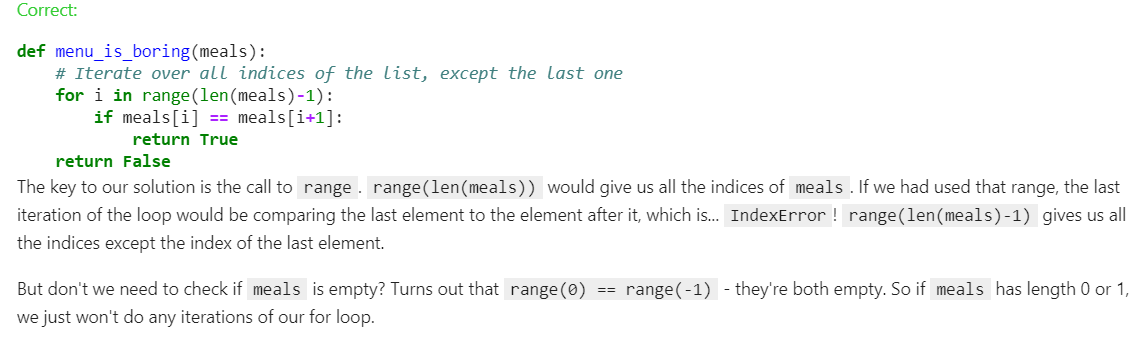 Correct:
def menu_is_boring(meals):
    # Iterate over all indices of the list, except the last one
    for i in range(len(meals)-1):
        if meals[i] == meals[i+1]:
            return True
    return False
The key to our solution is the call to range . range(len(meals)) would give us all the indices of meals . If we had used that range, the last
iteration of the loop would be comparing the last element to the element after it, which is... IndexError ! range(len(meals)-1) gives us all
the indices except the index of the last element.
But don't we need to check if meals is empty? Turns out that range(0) == range(-1) - they're both empty. So if meals has length 0 or 1,
we just won't do any iterations of our for loop.